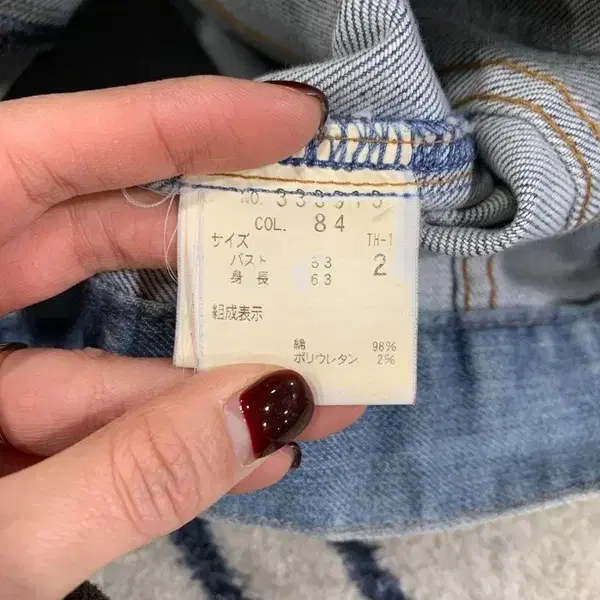 COL. 84
サイズ TH-1
バスト 83 2
身長 63
組成表示
綿 98%
ポリウレタン 2%